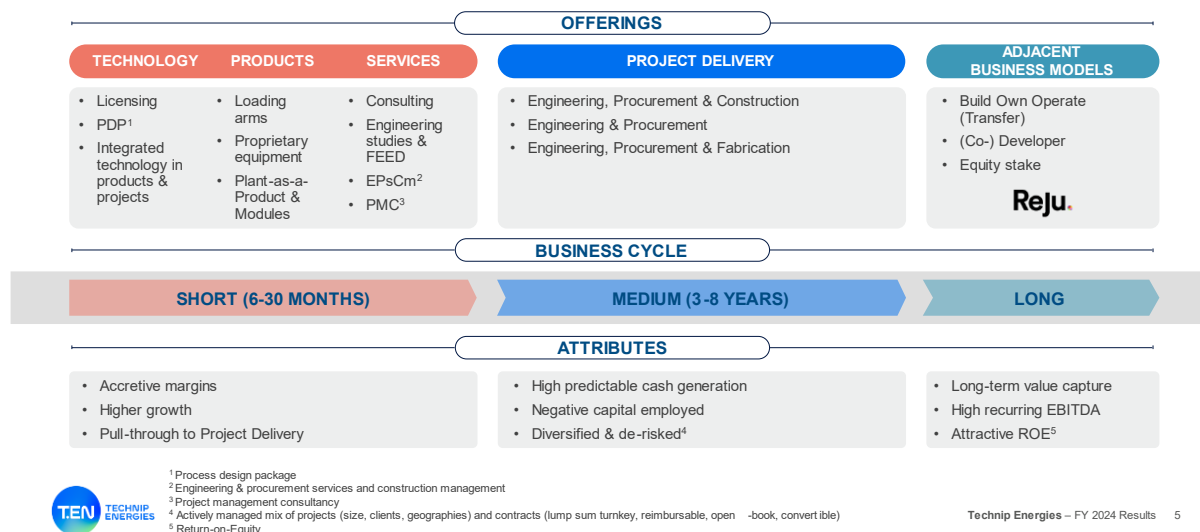 OFFERINGS
TECHNOLOGY PRODUCTS SERVICES
• Licensing
• PDP¹
• Integrated
technology in
products &
projects
• Loading
arms
• Proprietary
equipment
• Plant-as-a-
Product &
Modules
• Consulting
• Engineering
studies &
FEED
• EPsCm²
• PMC³
PROJECT DELIVERY
• Engineering, Procurement & Construction
• Engineering & Procurement
• Engineering, Procurement & Fabrication
ADJACENT
BUSINESS MODELS
• Build Own Operate
(Transfer)
• (Co-) Developer
• Equity stake
ReJu.
BUSINESS CYCLE
SHORT (6-30 MONTHS)
MEDIUM (3-8 YEARS)
LONG
ATTRIBUTES
• Accretive margins
• Higher growth
• Pull-through to Project Delivery
• High predictable cash generation
• Negative capital employed
• Diversified & de-risked⁴
• Long-term value capture
• High recurring EBITDA
• Attractive ROE⁵
T.EN TECHNIP
ENERGIES
¹ Process design package
² Engineering & procurement services and construction management
³ Project management consultancy
⁴ Actively managed mix of projects (size, clients, geographies) and contracts (lump sum turnkey, reimbursable, open -book, convertible)
⁵ Return-on-Equity
Technip Energies – FY 2024 Results 5